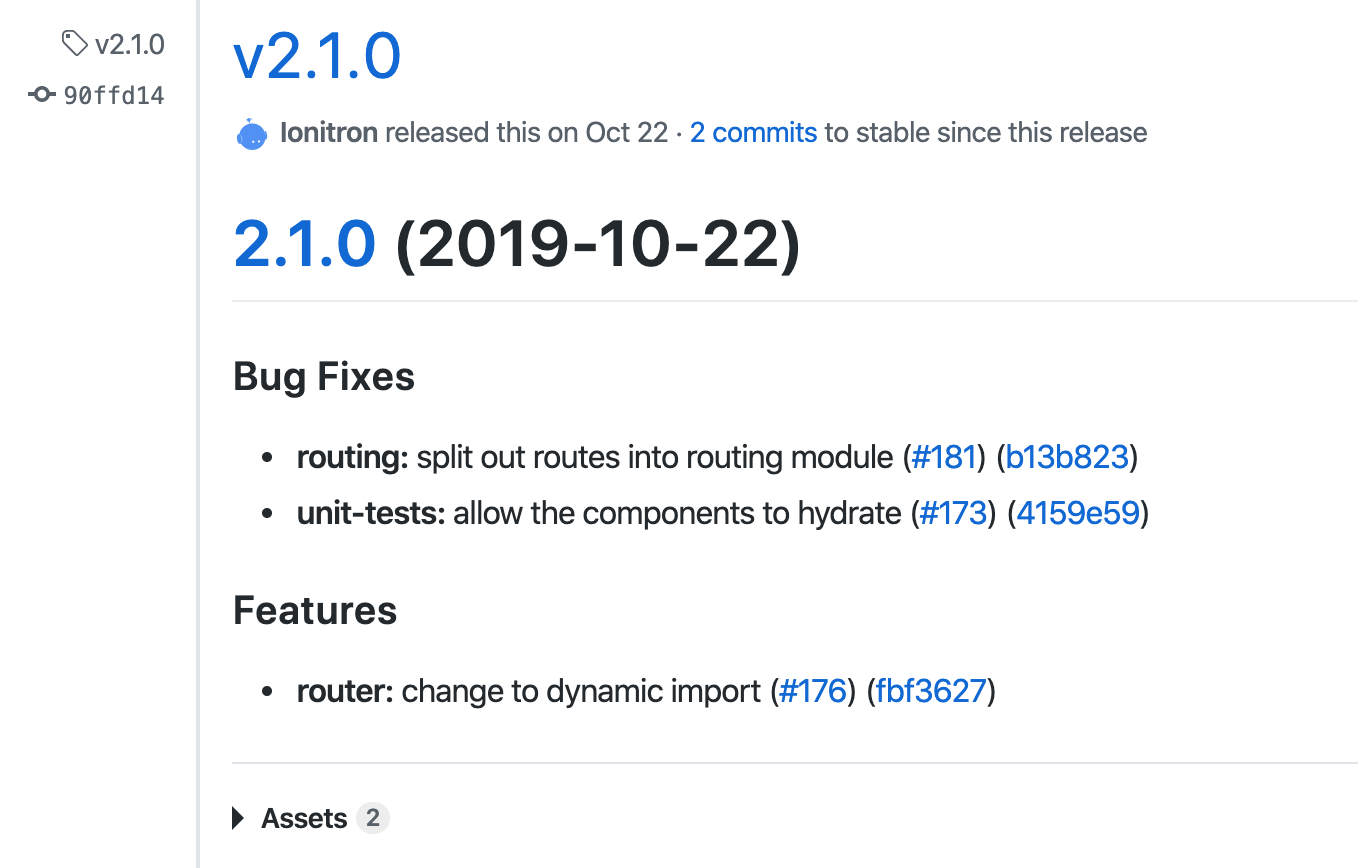 v2.1.0
90ffd14
v2.1.0
Ionitron released this on Oct 22 · 2 commits to stable since this release
2.1.0 (2019-10-22)
Bug Fixes
• routing: split out routes into routing module (#181) (b13b823)
• unit-tests: allow the components to hydrate (#173) (4159e59)
Features
• router: change to dynamic import (#176) (fbf3627)
Assets 2